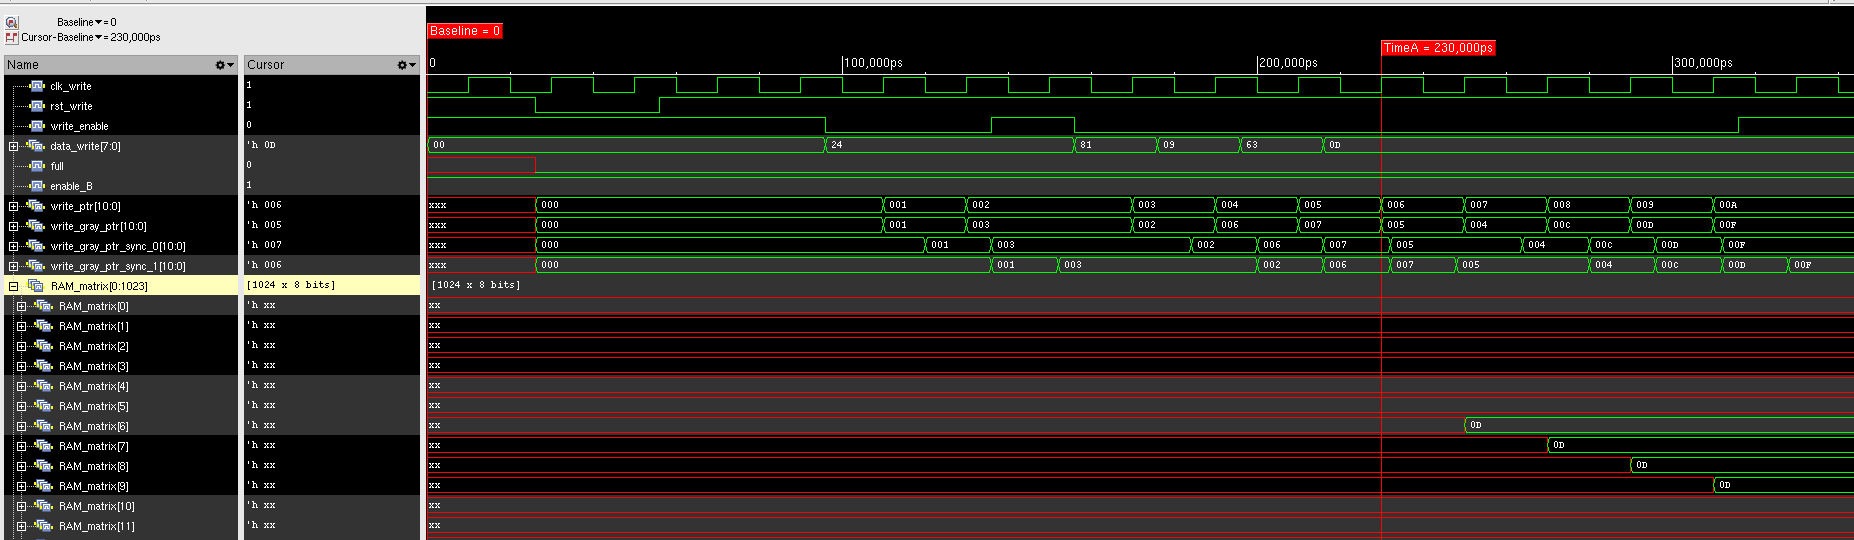 Baseline▼= 0
Cursor-Baseline▼= 230,000ps
Baseline = 0
TimeA = 230,000ps
Name Cursor 0 100,000ps 200,000ps 300,000ps
clk_write 1
rst_write 1
write_enable 0
data_write[7:0] 'h 0D 00 24 81 09 63 0D
full 0
enable_B 1
write_ptr[10:0] 'h 006 xxx 000 001 002 003 004 005 006 007 008 009 00A
write_gray_ptr[10:0] 'h 005 xxx 000 001 003 002 006 007 005 004 00C 00D 00F
write_gray_ptr_sync_0[10:0] 'h 007 xxx 000 001 003 002 006 007 005 004 00C 00D 00F
write_gray_ptr_sync_1[10:0] 'h 006 xxx 000 001 003 002 006 007 005 004 00C 00D 00F
RAM_matrix[0:1023] [1024 x 8 bits] [1024 x 8 bits]
RAM_matrix[0] 'h xx xx
RAM_matrix[1] 'h xx xx
RAM_matrix[2] 'h xx xx
RAM_matrix[3] 'h xx xx
RAM_matrix[4] 'h xx xx
RAM_matrix[5] 'h xx xx
RAM_matrix[6] 'h xx xx 0D
RAM_matrix[7] 'h xx xx 0D
RAM_matrix[8] 'h xx xx 0D
RAM_matrix[9] 'h xx xx 0D
RAM_matrix[10] 'h xx xx
RAM_matrix[11] 'h xx xx